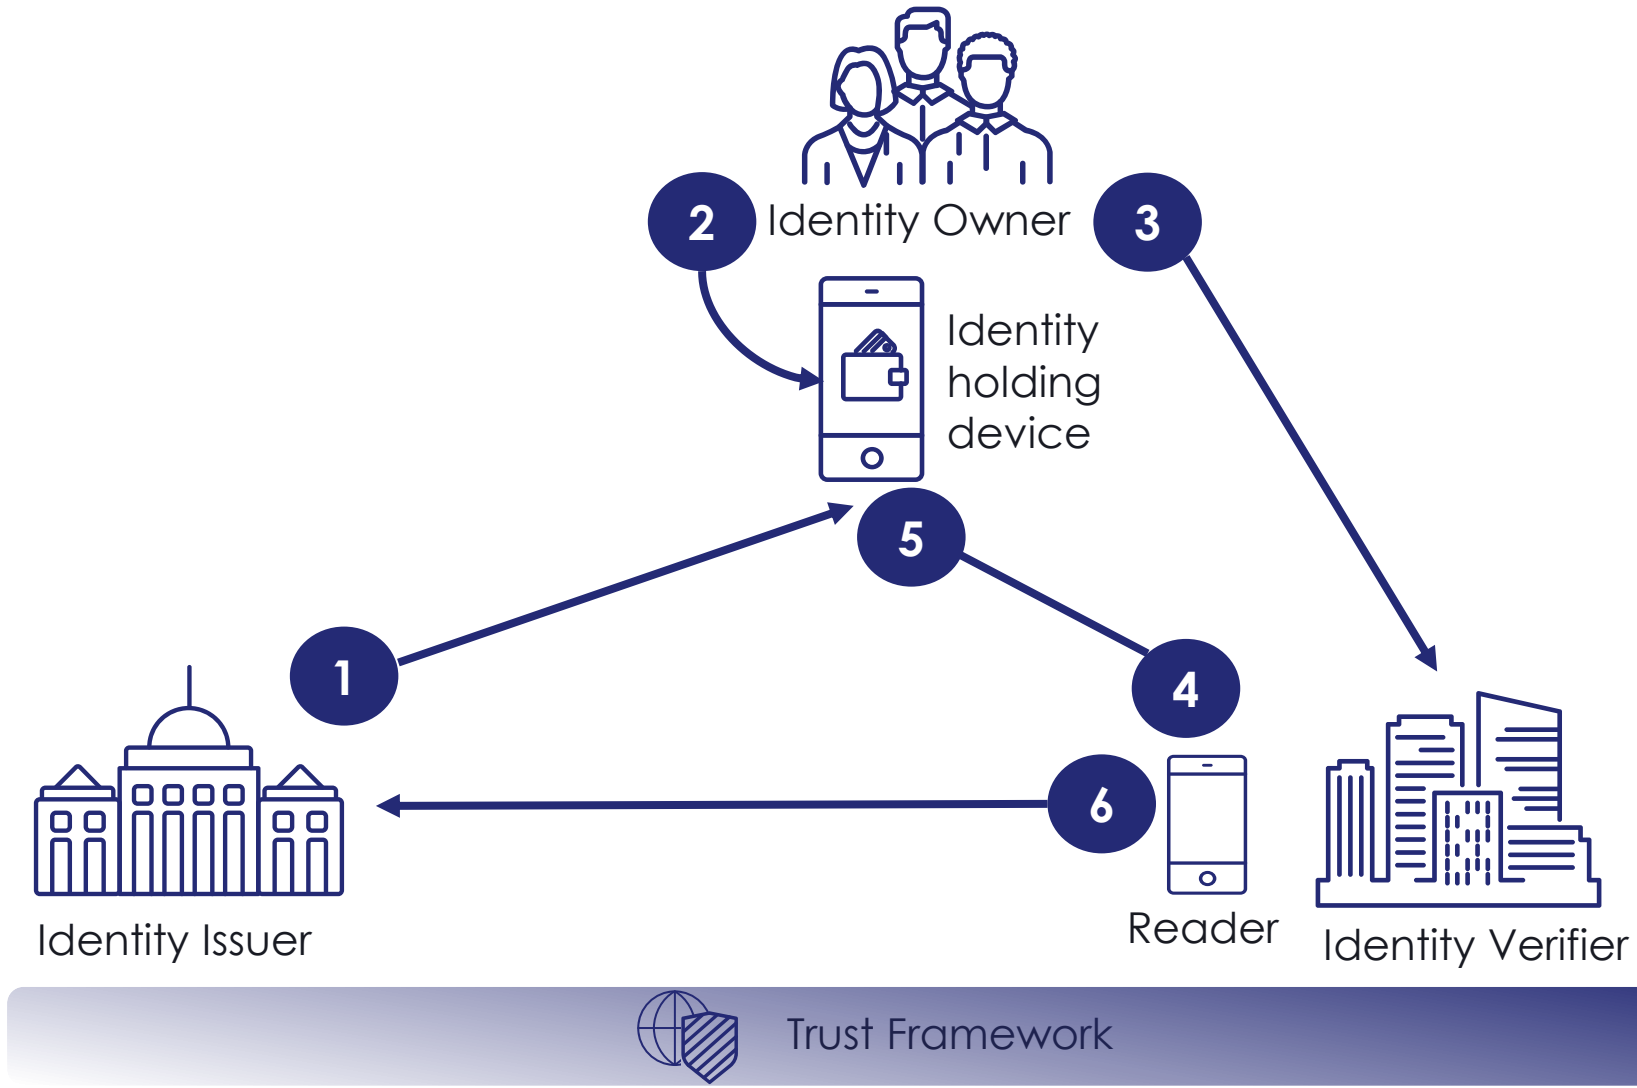 2
Identity Owner
3
Identity
holding
device
5
1
4
6
Identity Issuer
Reader
Identity Verifier
Trust Framework